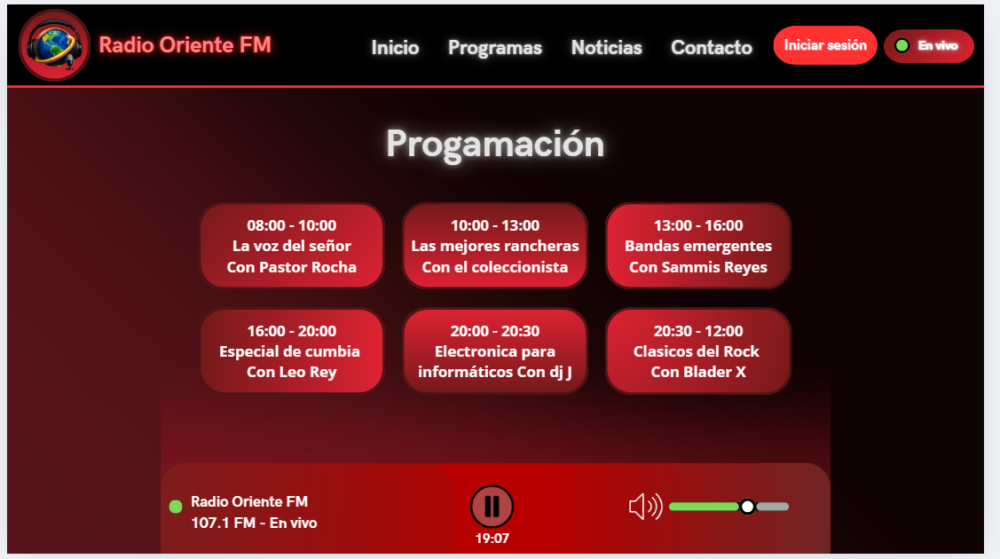 Radio Oriente FM
Inicio
Programas
Noticias
Contacto
Iniciar sesión
En vivo
Progamación
08:00 - 10:00
La voz del señor
Con Pastor Rocha
10:00 - 13:00
Las mejores rancheras
Con el coleccionista
13:00 - 16:00
Bandas emergentes
Con Sammis Reyes
16:00 - 20:00
Especial de cumbia
Con Leo Rey
20:00 - 20:30
Electronica para
informáticos Con dj J
20:30 - 12:00
Clasicos del Rock
Con Blader X
Radio Oriente FM
107.1 FM - En vivo
19:07